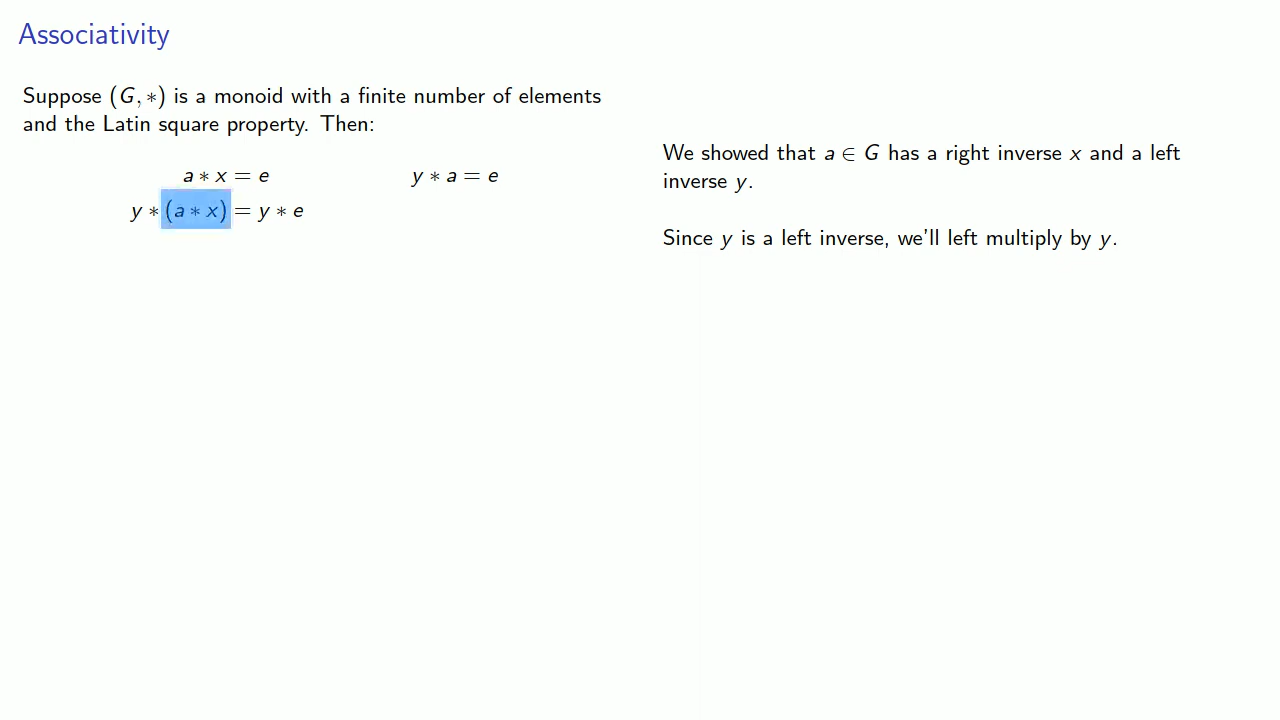 Associativity
Suppose (G, ∗) is a monoid with a finite number of elements
and the Latin square property. Then:
a ∗ x = e
y ∗ a = e
y ∗ (a ∗ x) = y ∗ e
We showed that a ∈ G has a right inverse x and a left
inverse y.
Since y is a left inverse, we'll left multiply by y.